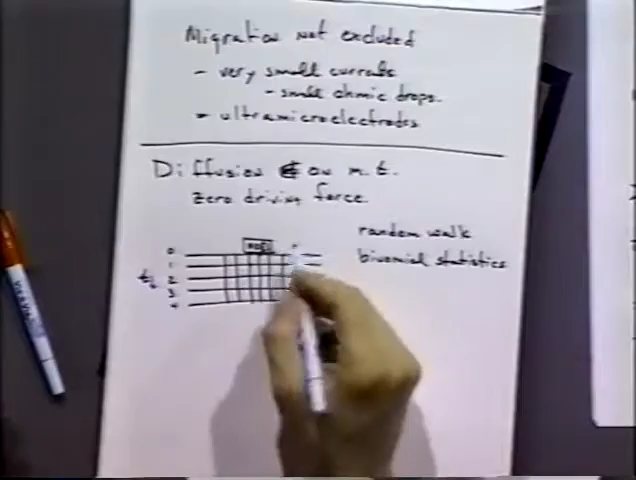 Migration not excluded
- very small currents
- small ohmic drops.
- ultramicroelectrodes
Diffusion on m.t.
zero driving force
random walk
binomial statistics
0
1
2
3
4